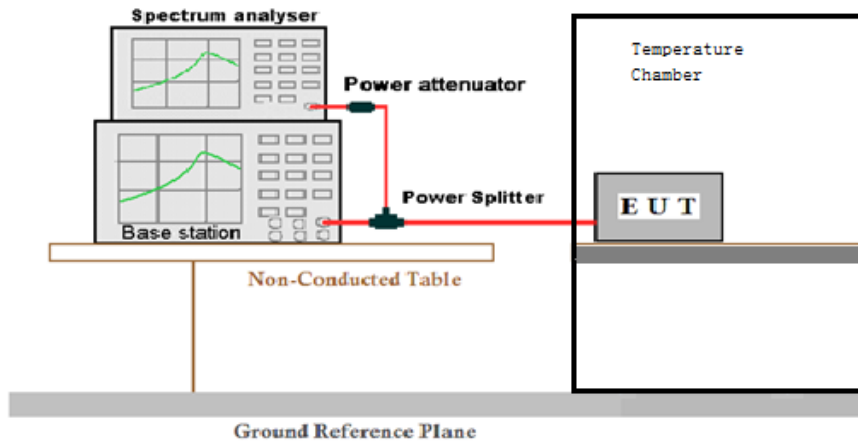 Spectrum analyser
Temperature
Chamber
Power attenuator
Power Splitter
E U T
Base station
Non-Conducted Table
Ground Reference Plane